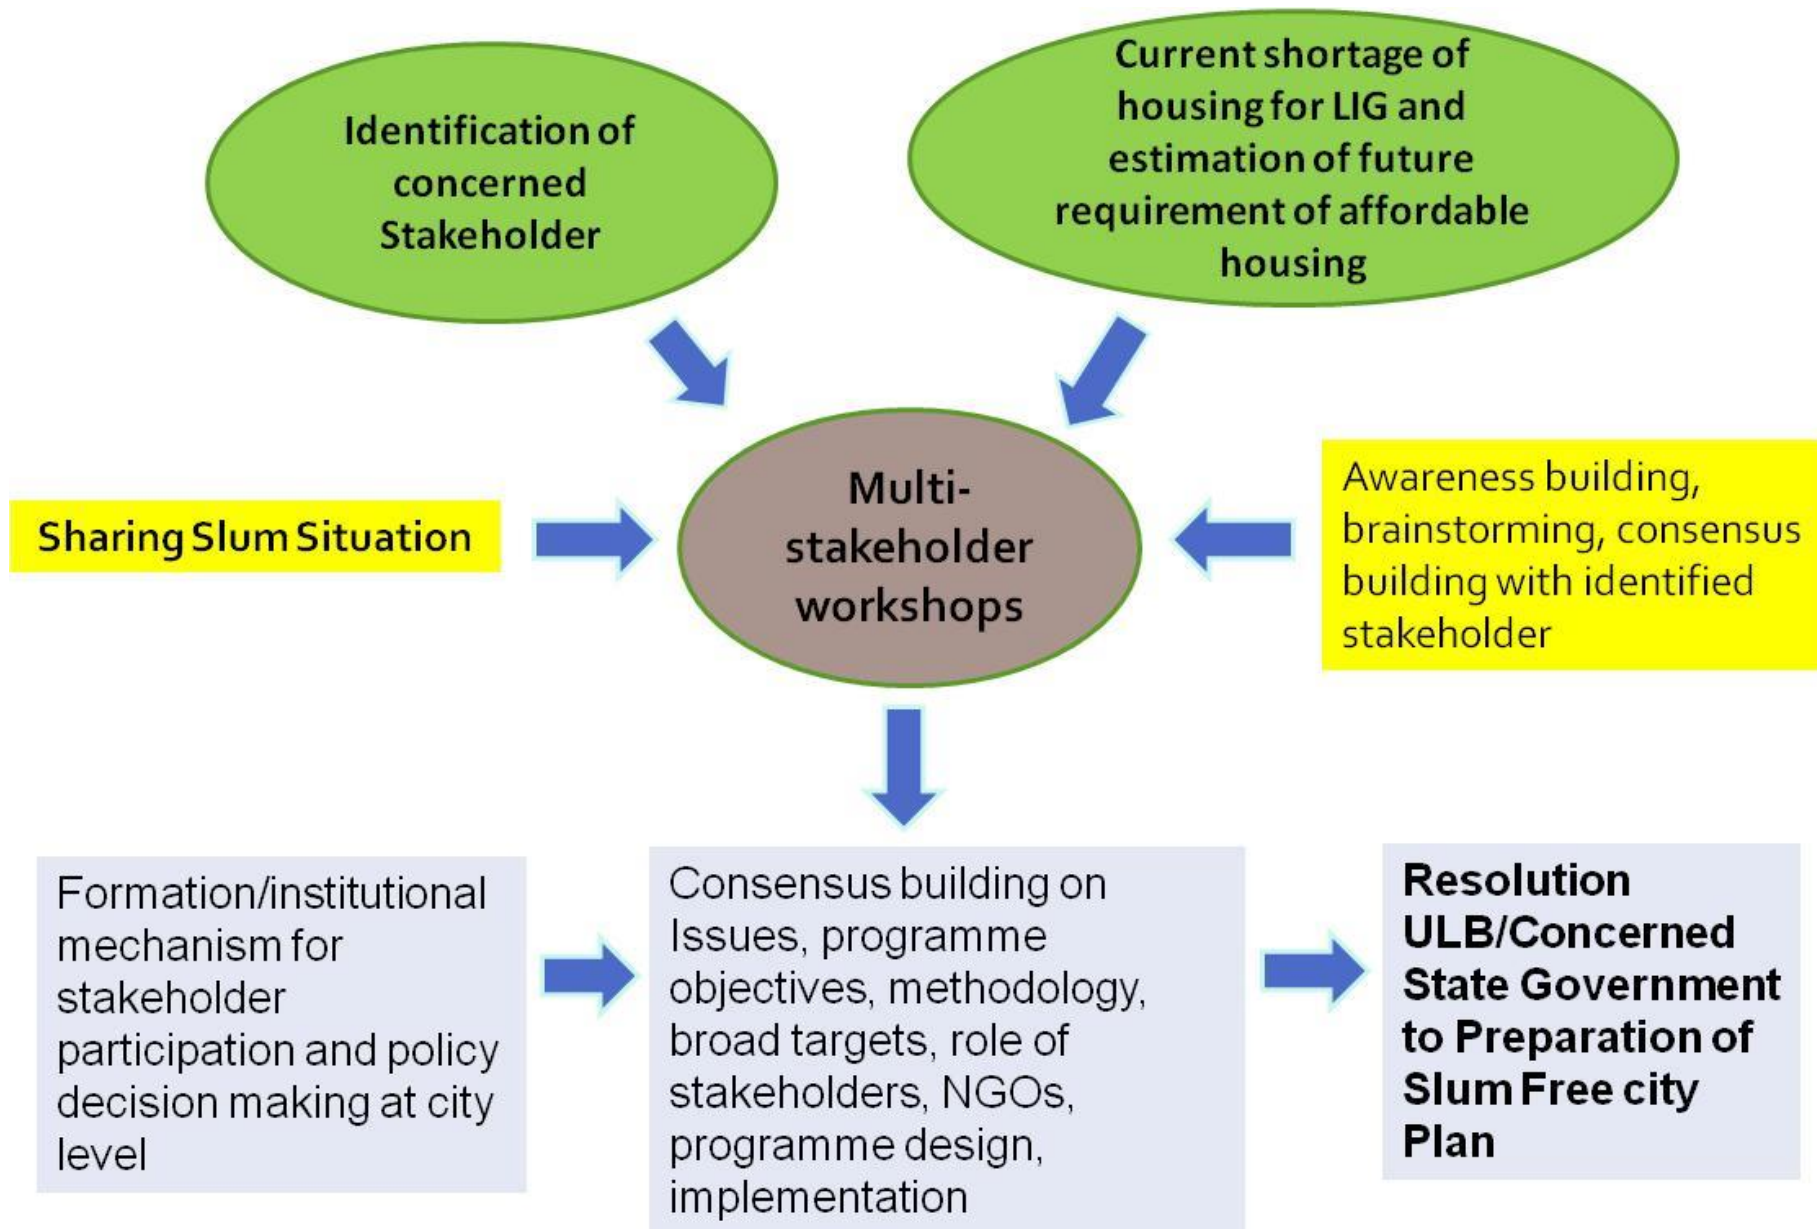 Identification of
concerned
Stakeholder
Current shortage of
housing for LIG and
estimation of future
requirement of affordable
housing
Sharing Slum Situation
Multi-
stakeholder
workshops
Awareness building,
brainstorming, consensus
building with identified
stakeholder
Formation/institutional
mechanism for
stakeholder
participation and policy
decision making at city
level
Consensus building on
Issues, programme
objectives, methodology,
broad targets, role of
stakeholders, NGOs,
programme design,
implementation
Resolution
ULB/Concerned
State Government
to Preparation of
Slum Free city
Plan